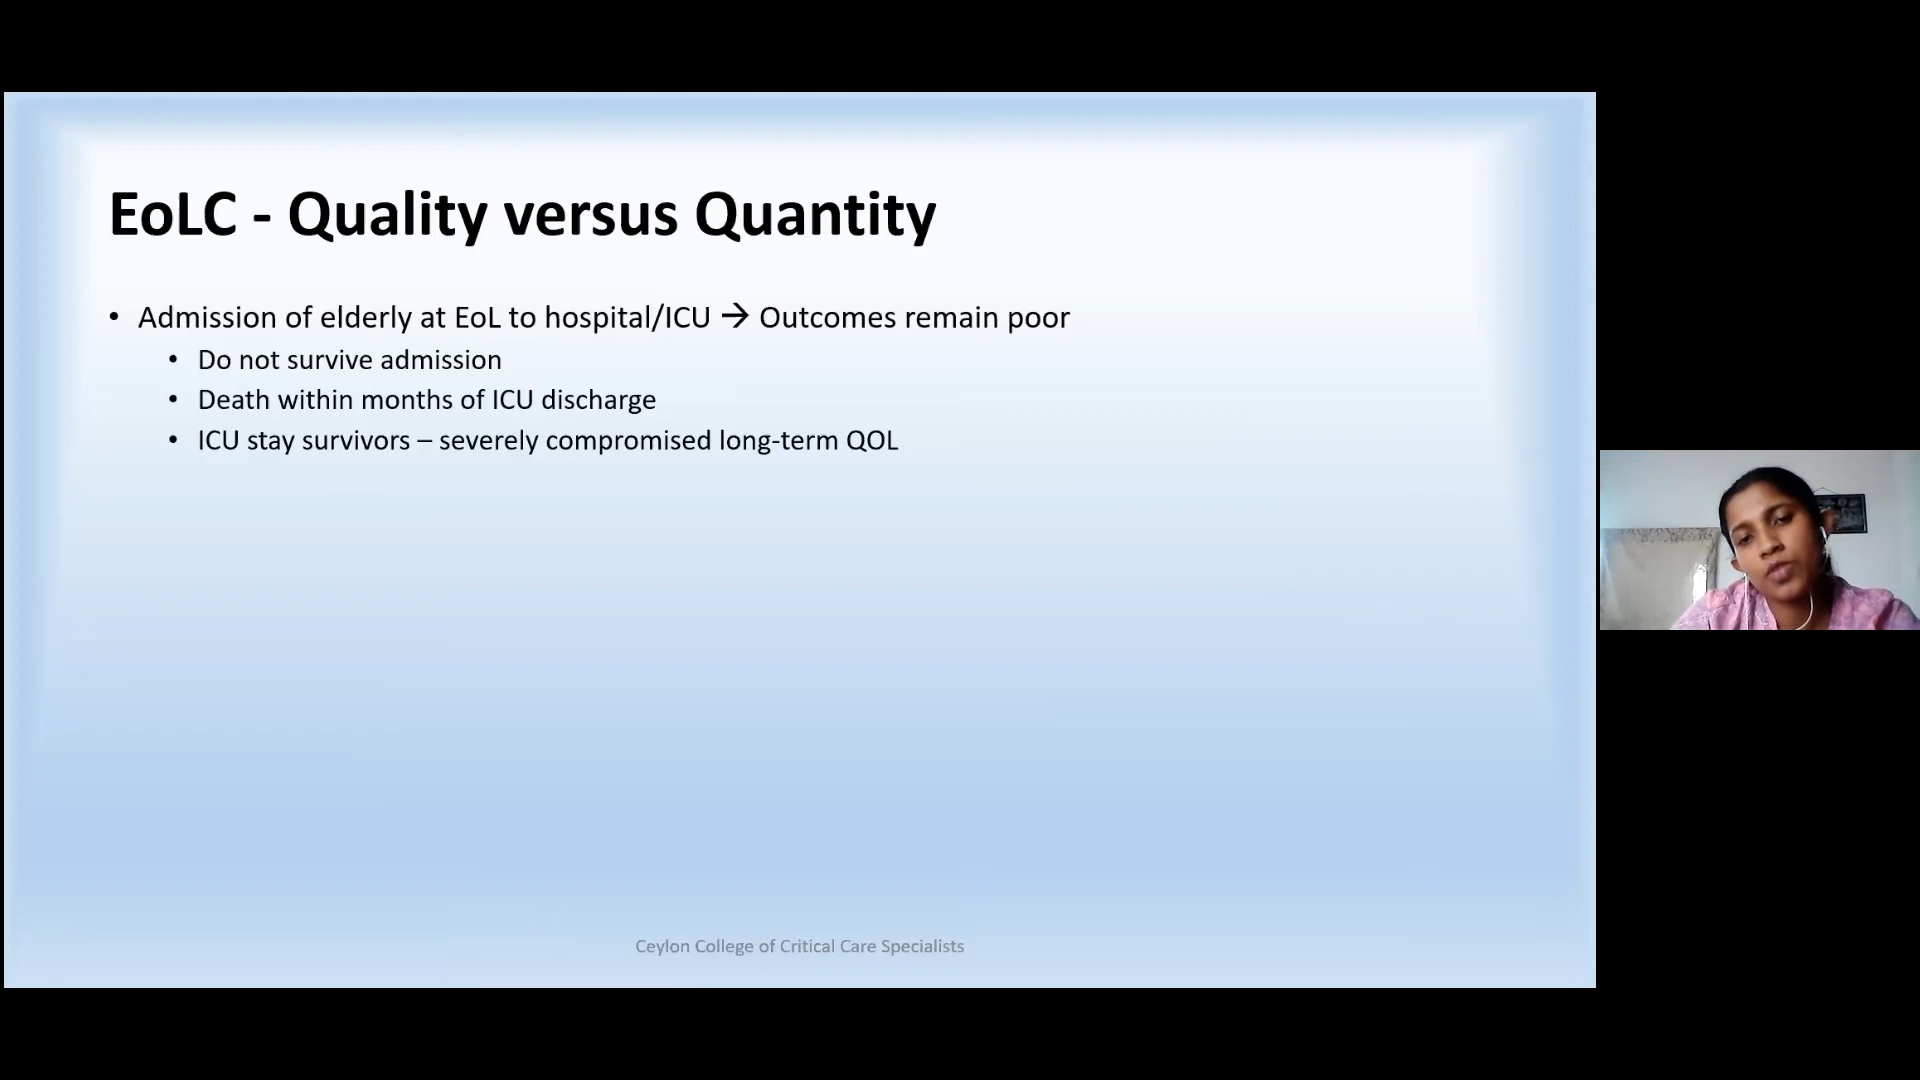 EoLC - Quality versus Quantity
• Admission of elderly at EoL to hospital/ICU → Outcomes remain poor
• Do not survive admission
• Death within months of ICU discharge
• ICU stay survivors – severely compromised long-term QOL
Ceylon College of Critical Care Specialists